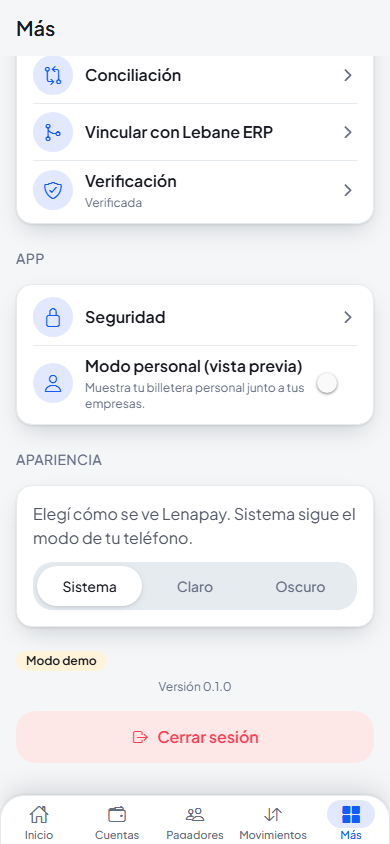 Más
Conciliación
Vincular con Lebane ERP
Verificación
Verificada
APP
Seguridad
Modo personal (vista previa)
Muestra tu billetera personal junto a tus
empresas.
APARIENCIA
Elegí cómo se ve Lenapay. Sistema sigue el
modo de tu teléfono.
Sistema Claro Oscuro
Modo demo
Versión 0.1.0
Cerrar sesión
Inicio Cuentas Pagadores Movimientos Más